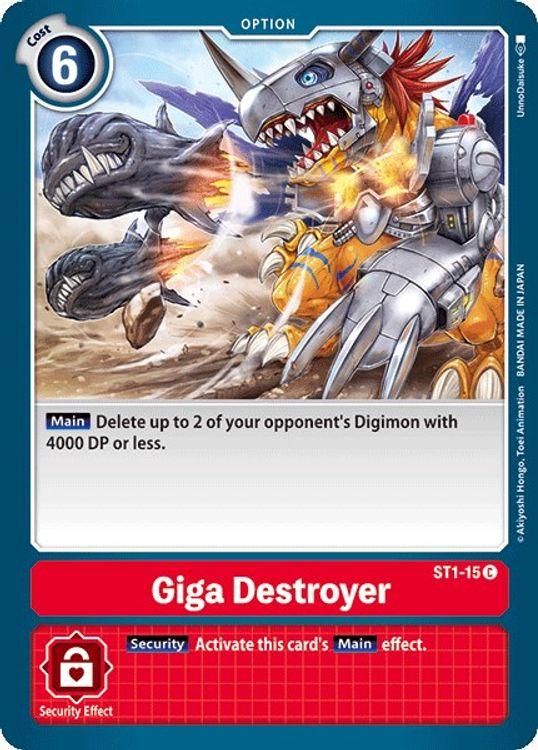 OPTION
Cost
6
UnnoDaisuke
Main Delete up to 2 of your opponent's Digimon with
4000 DP or less.
© Akiyoshi Hongo, Toei Animation BANDAI MADE IN JAPAN
ST1-15 C
Giga Destroyer
Security Activate this card's Main effect.
Security Effect